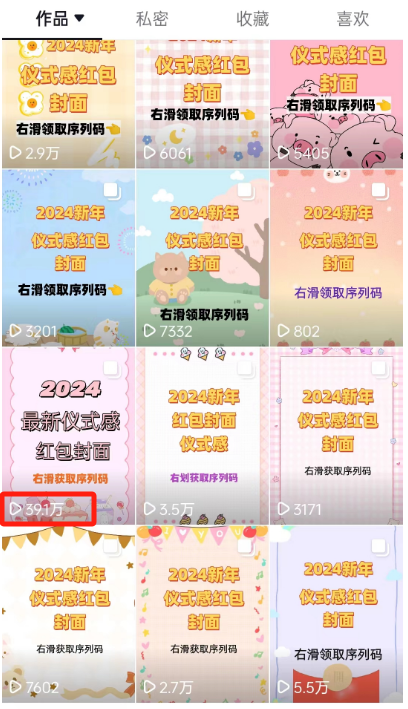 作品 私密 收藏 喜欢
2024新年
仪式感红包
封面
右滑领取序列码
2.9万
2024新年
仪式感红包
封面
右滑领取序列码
6061
2024新年
仪式感红包
封面
右滑领取序列码
5405
2024新年
仪式感红包
封面
右滑领取序列码
3201
2024新年
仪式感红包
封面
右滑领取序列码
7332
2024新年
仪式感红包
封面
右滑领取序列码
802
2024
最新仪式感
红包封面
右滑获取序列码
39.1万
2024新年
红包封面
仪式感
右划获取序列码
3.5万
2024新年
仪式感红包
封面
右滑获取序列码
3171
2024新年
仪式感红包
封面
右滑获取序列码
7602
2024新年
仪式感红包
封面
右滑获取序列码
2.7万
2024新年
仪式感红包
封面
右滑领取序列码
5.5万